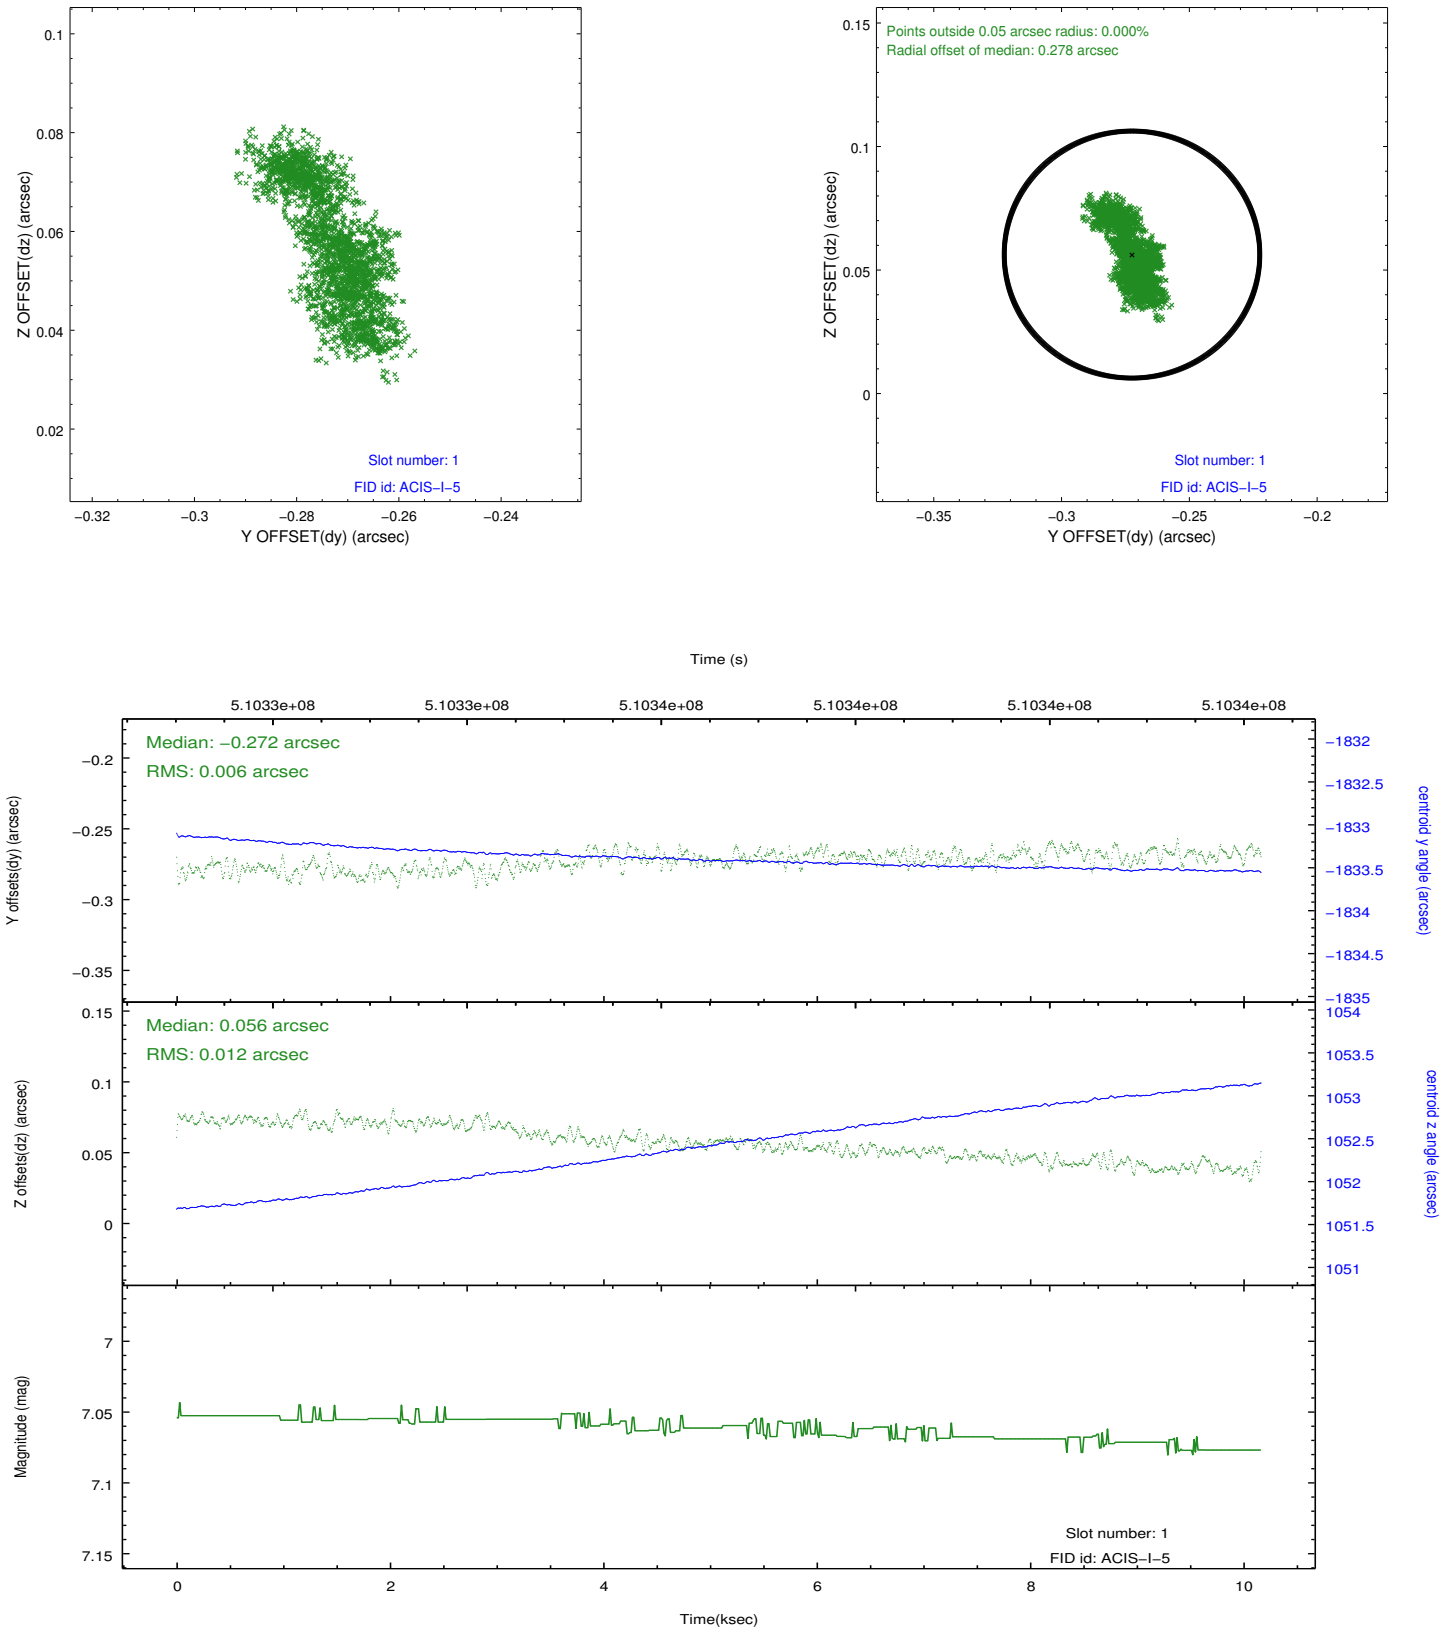 0.1
0.08
0.06
0.04
0.02
Z OFFSET(dz) (arcsec)
Slot number: 1
FID id: ACIS−I−5
−0.32
−0.3
−0.28
−0.26
−0.24
Y OFFSET(dy) (arcsec)
Points outside 0.05 arcsec radius: 0.000%
Radial offset of median: 0.278 arcsec
0.15
0.1
0.05
0
Z OFFSET(dz) (arcsec)
Slot number: 1
FID id: ACIS−I−5
−0.35
−0.3
−0.25
−0.2
Y OFFSET(dy) (arcsec)
Time (s)
5.1033e+08
5.1033e+08
5.1034e+08
5.1034e+08
5.1034e+08
5.1034e+08
Median: −0.272 arcsec
RMS: 0.006 arcsec
−0.2
−0.25
−0.3
−0.35
Y offsets(dy) (arcsec)
−1832
−1832.5
−1833
−1833.5
−1834
−1834.5
−1835
centroid y angle (arcsec)
Median: 0.056 arcsec
RMS: 0.012 arcsec
0.15
0.1
0.05
0
Z offsets(dz) (arcsec)
1054
1053.5
1053
1052.5
1052
1051.5
1051
centroid z angle (arcsec)
7
7.05
7.1
7.15
Magnitude (mag)
Slot number: 1
FID id: ACIS−I−5
0
2
4
6
8
10
Time(ksec)